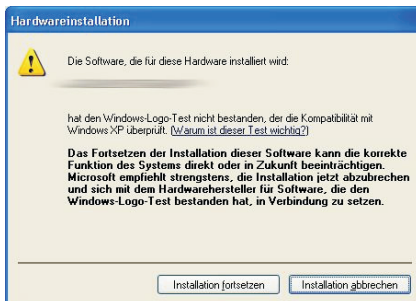 Hardwareinstallation
Die Software, die für diese Hardware installiert wird:
hat den Windows-Logo-Test nicht bestanden, der die Kompatibilität mit
Windows XP überprüft. (Warum ist dieser Test wichtig?)
Das Fortsetzen der Installation dieser Software kann die korrekte
Funktion des Systems direkt oder in Zukunft beeinträchtigen.
Microsoft empfiehlt strengstens, die Installation jetzt abzubrechen
und sich mit dem Hardwarehersteller für Software, die den
Windows-Logo-Test bestanden hat, in Verbindung zu setzen.
Installation fortsetzen Installation abbrechen